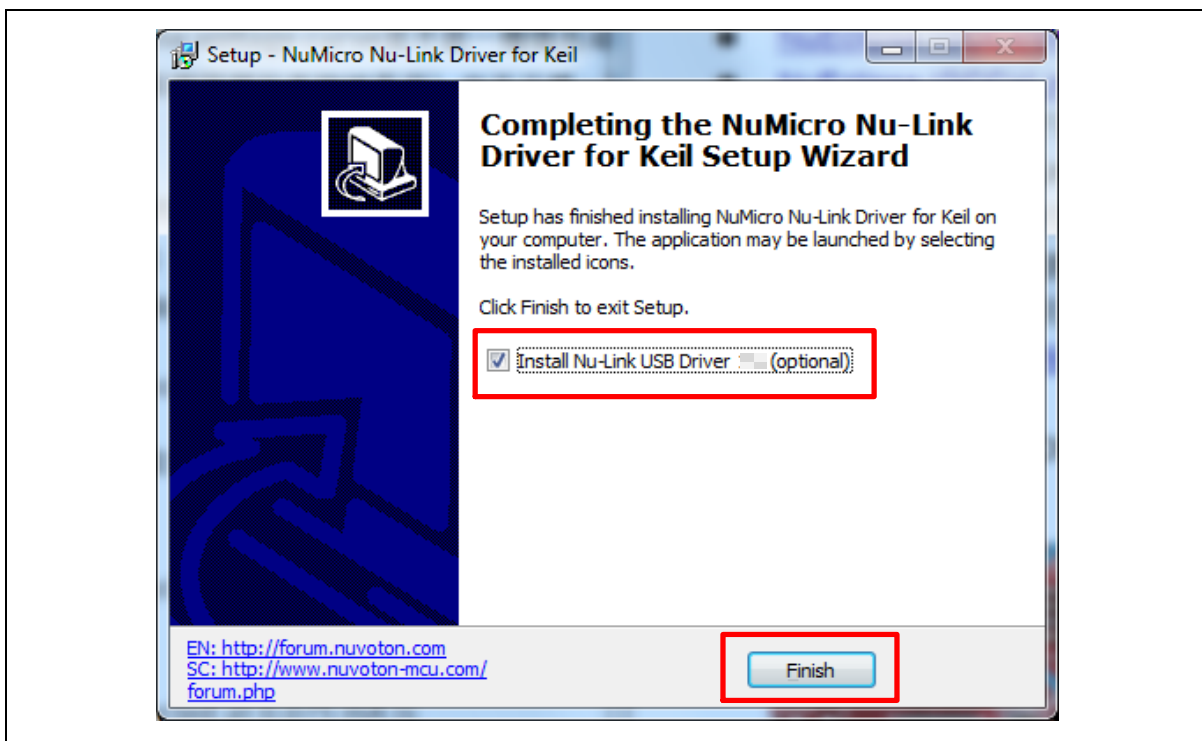 Setup - NuMicro Nu-Link Driver for Keil
Completing the NuMicro Nu-Link
Driver for Keil Setup Wizard
Setup has finished installing NuMicro Nu-Link Driver for Keil on
your computer. The application may be launched by selecting
the installed icons.
Click Finish to exit Setup.
Install Nu-Link USB Driver (optional)
EN: http://forum.nuvoton.com
SC: http://www.nuvoton-mcu.com/
forum.php
Finish